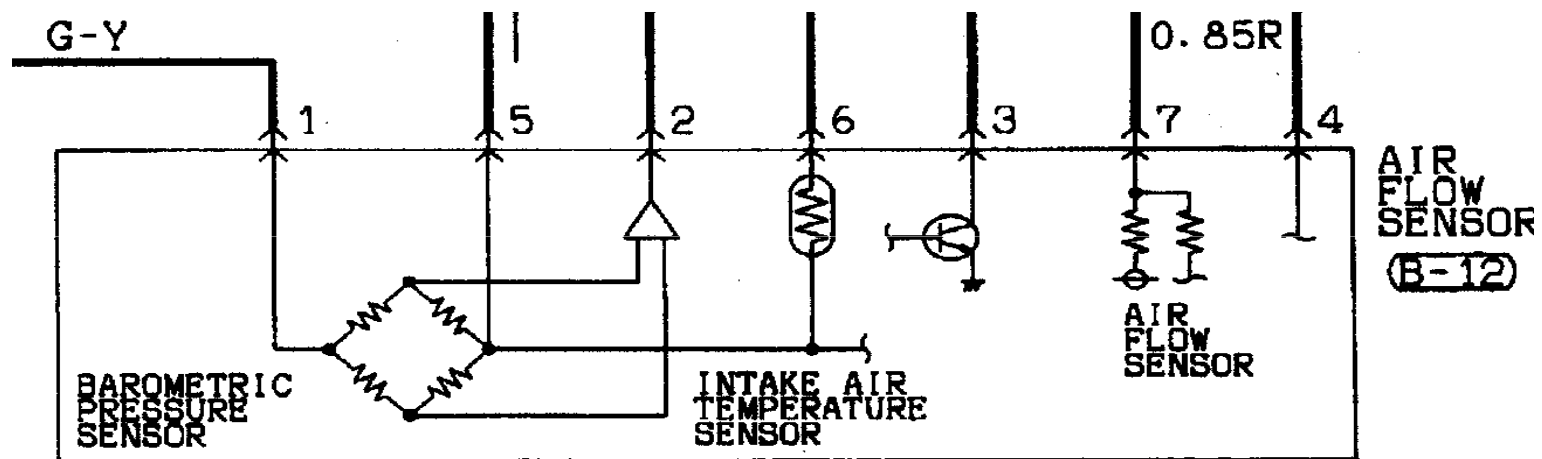 G-Y
0.85R
1
5
2
6
3
7
4
AIR
FLOW
SENSOR
B-12
AIR
FLOW
SENSOR
BAROMETRIC
PRESSURE
SENSOR
INTAKE AIR
TEMPERATURE
SENSOR